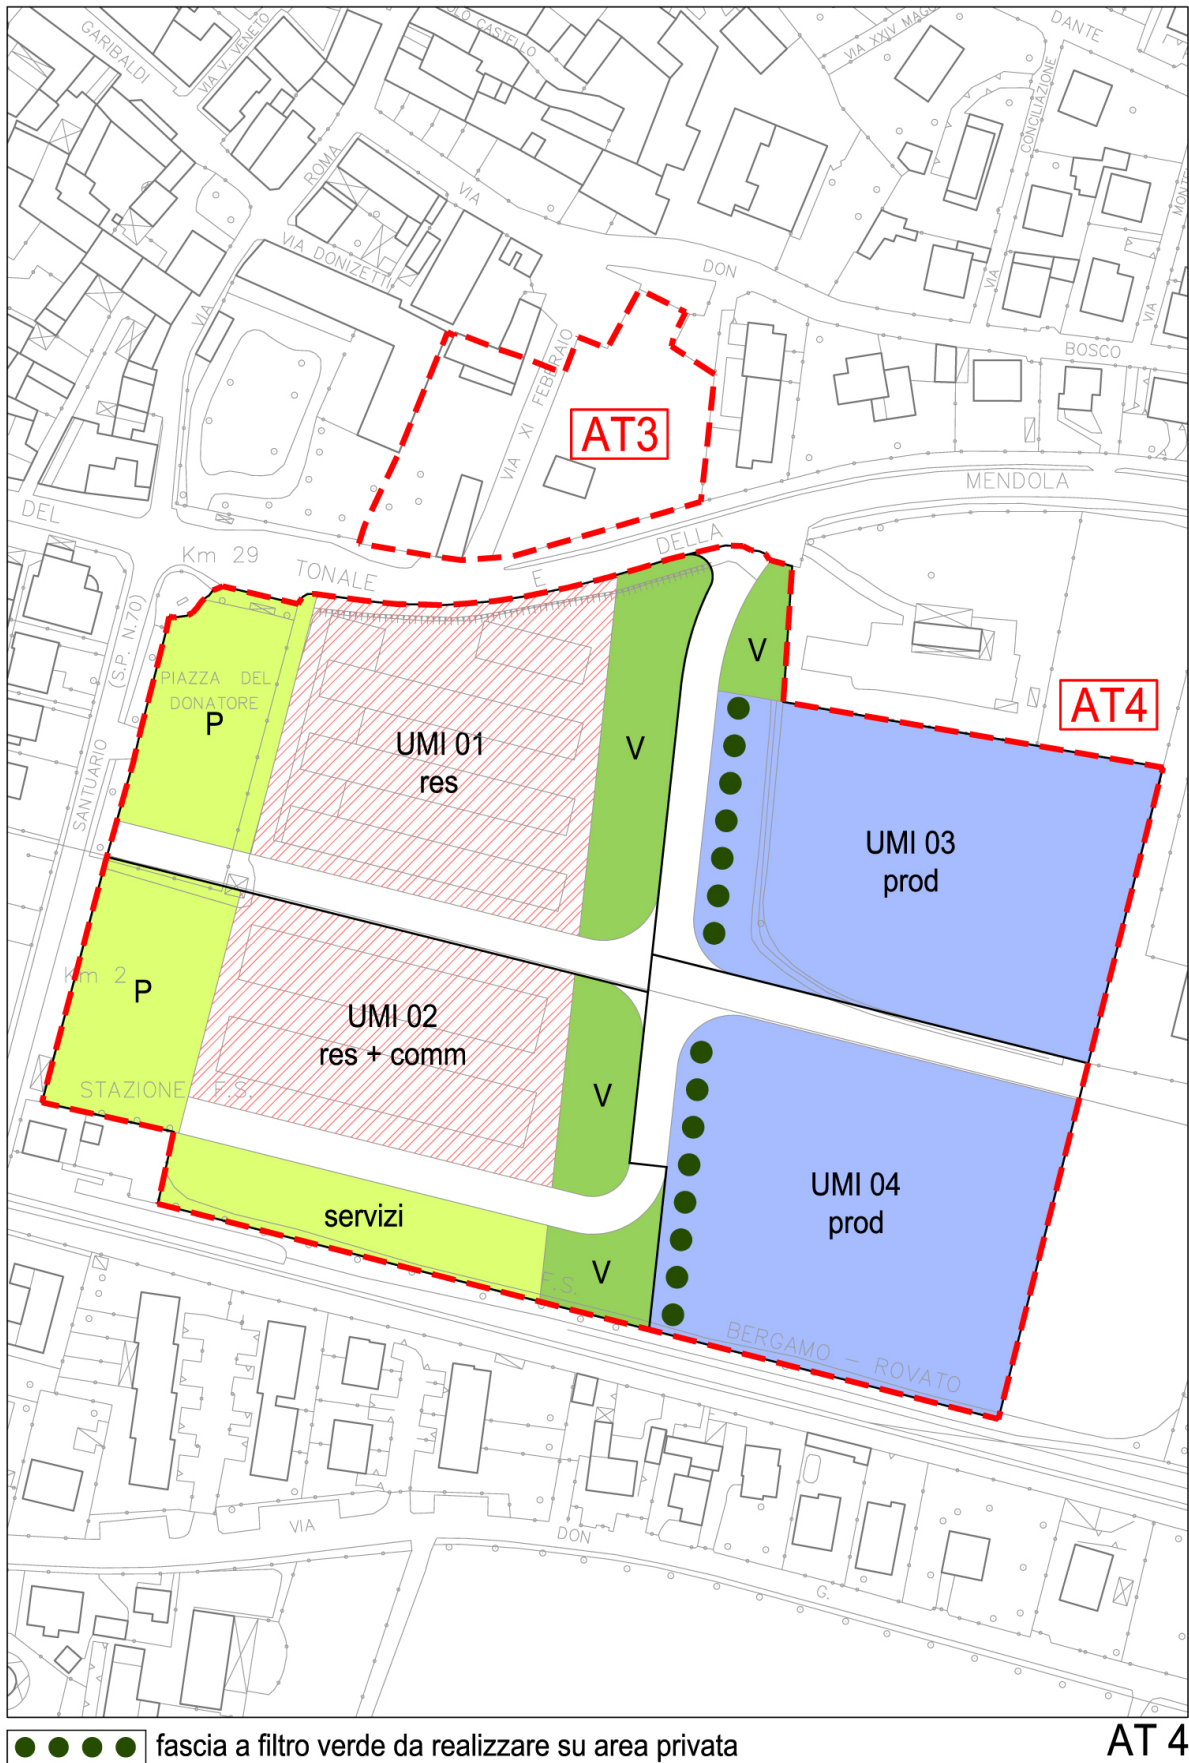 GARIBALDI
VIA V. VENETO
CASTELLO
VIA XXIV MAGG
DANTE
CONCILIAZIONE
ROMA
VIA
VIA DONIZETTI
DON
VIA
MONTE
VIA
VIA
BOSCO
VIA XI FEBBRAIO
AT3
MENDOLA
DEL
Km 29
TONALE
E
DELLA
(S.P. N.70)
PIAZZA DEL
DONATORE
P
V
V
AT4
UMI 01
res
SANTUARIO
UMI 03
prod
Km 2
P
UMI 02
res + comm
STAZIONE F.S.
V
UMI 04
prod
servizi
V
F.S.
BERGAMO – ROVATO
VIA
DON
G.
fascia a filtro verde da realizzare su area privata
AT 4